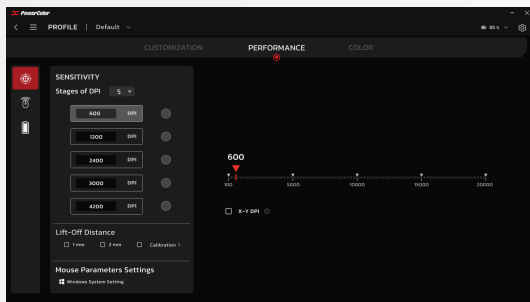 PowerColor
PROFILE | Default
85 %
CUSTOMIZATION PERFORMANCE COLOR
SENSITIVITY
Stages of DPI 5
600 DPI
1200 DPI
2400 DPI
3000 DPI
4200 DPI
600
100 5000 10000 15000 20000
X-Y DPI
Lift-Off Distance
1 mm 2 mm Calibration ?
Mouse Parameters Settings
Windows System Setting